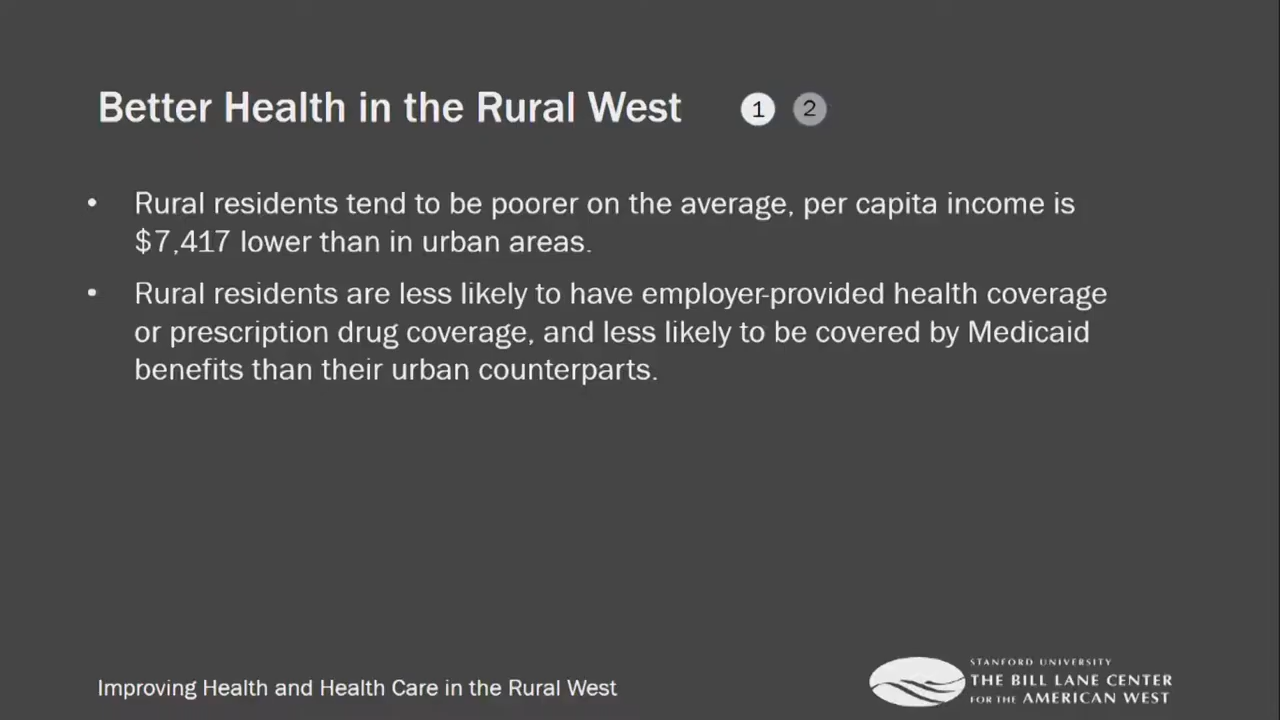 Better Health in the Rural West 1 2
• Rural residents tend to be poorer on the average, per capita income is
$7,417 lower than in urban areas.
• Rural residents are less likely to have employer-provided health coverage
or prescription drug coverage, and less likely to be covered by Medicaid
benefits than their urban counterparts.
Improving Health and Health Care in the Rural West
STANFORD UNIVERSITY
THE BILL LANE CENTER
FOR THE AMERICAN WEST